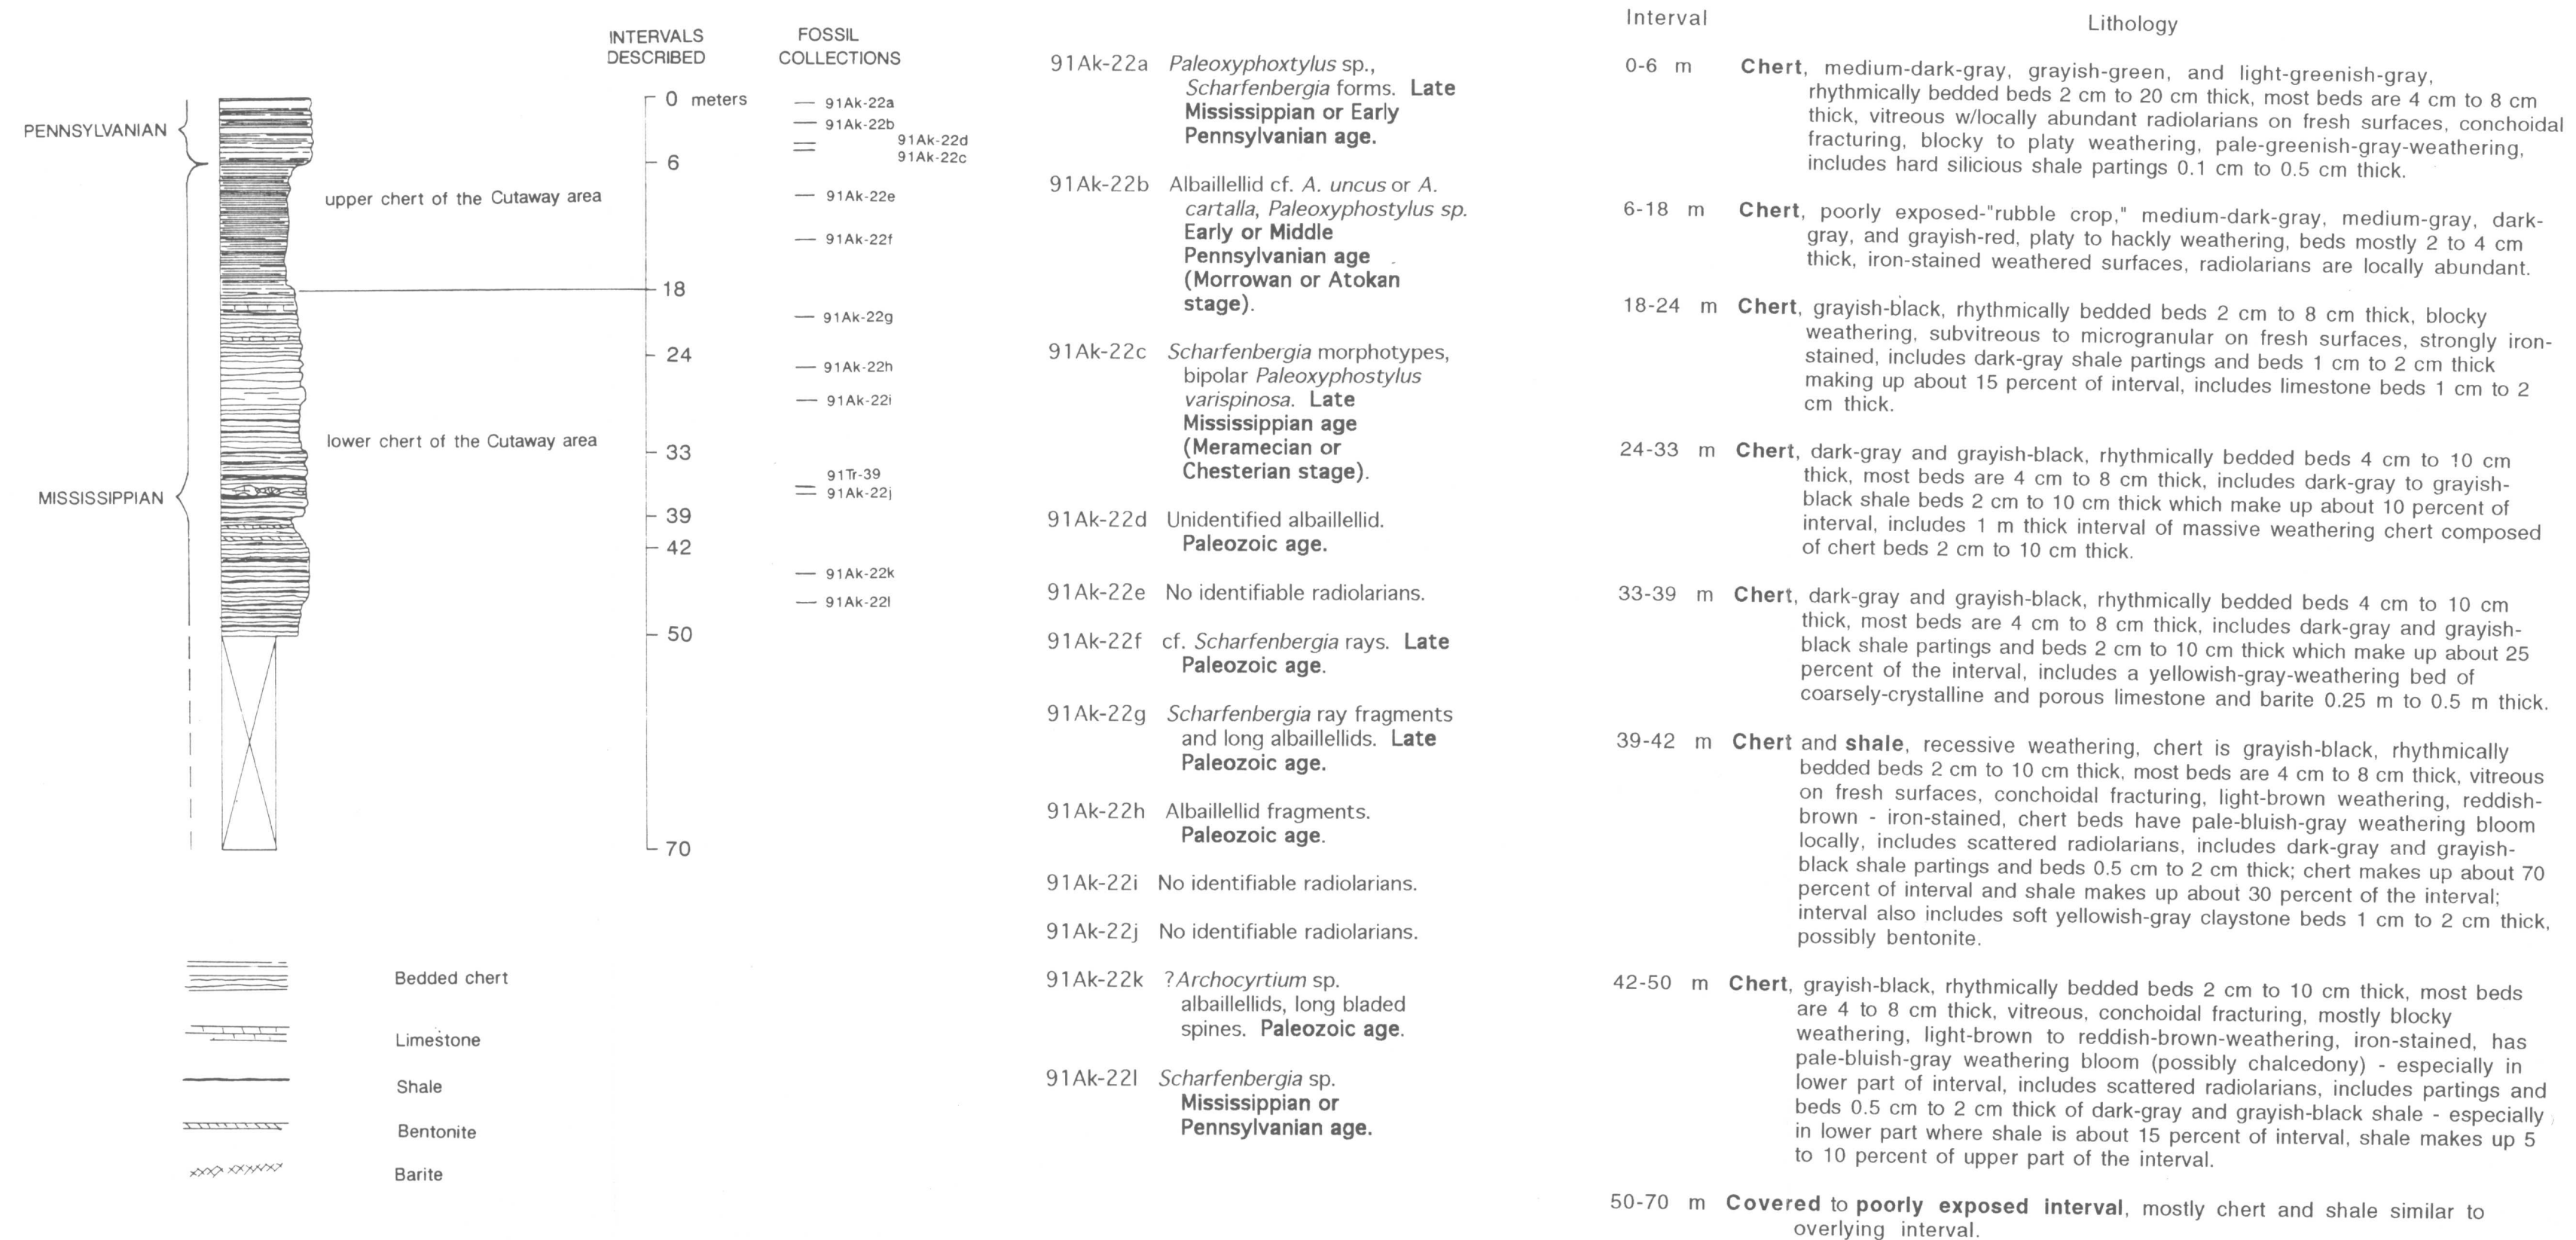 INTERVALS
DESCRIBED
FOSSIL
COLLECTIONS
PENNSYLVANIAN
MISSISSIPPIAN
upper chert of the Cutaway area
lower chert of the Cutaway area
0 meters
6
18
24
33
39
42
50
70
91Ak-22a
91Ak-22b
91Ak-22d
91Ak-22c
91Ak-22e
91Ak-22f
91Ak-22g
91Ak-22h
91Ak-22i
91Tr-39
91Ak-22j
91Ak-22k
91Ak-22l
Bedded chert
Limestone
Shale
Bentonite
Barite
91Ak-22a Paleoxyphoxtylus sp.,
Scharfenbergia forms. Late
Mississippian or Early
Pennsylvanian age.
91Ak-22b Albaillellid cf. A. uncus or A.
cartalla, Paleoxyphostylus sp.
Early or Middle
Pennsylvanian age
(Morrowan or Atokan
stage).
91Ak-22c Scharfenbergia morphotypes,
bipolar Paleoxyphostylus
varispinosa. Late
Mississippian age
(Meramecian or
Chesterian stage).
91Ak-22d Unidentified albaillellid.
Paleozoic age.
91Ak-22e No identifiable radiolarians.
91Ak-22f cf. Scharfenbergia rays. Late
Paleozoic age.
91Ak-22g Scharfenbergia ray fragments
and long albaillellids. Late
Paleozoic age.
91Ak-22h Albaillellid fragments.
Paleozoic age.
91Ak-22i No identifiable radiolarians.
91Ak-22j No identifiable radiolarians.
91Ak-22k ?Archocyrtium sp.
albaillellids, long bladed
spines. Paleozoic age.
91Ak-22l Scharfenbergia sp.
Mississippian or
Pennsylvanian age.
Interval Lithology
0-6 m Chert, medium-dark-gray, grayish-green, and light-greenish-gray,
rhythmically bedded beds 2 cm to 20 cm thick, most beds are 4 cm to 8 cm
thick, vitreous w/locally abundant radiolarians on fresh surfaces, conchoidal
fracturing, blocky to platy weathering, pale-greenish-gray-weathering,
includes hard silicious shale partings 0.1 cm to 0.5 cm thick.
6-18 m Chert, poorly exposed-"rubble crop," medium-dark-gray, medium-gray, dark-
gray, and grayish-red, platy to hackly weathering, beds mostly 2 to 4 cm
thick, iron-stained weathered surfaces, radiolarians are locally abundant.
18-24 m Chert, grayish-black, rhythmically bedded beds 2 cm to 8 cm thick, blocky
weathering, subvitreous to microgranular on fresh surfaces, strongly iron-
stained, includes dark-gray shale partings and beds 1 cm to 2 cm thick
making up about 15 percent of interval, includes limestone beds 1 cm to 2
cm thick.
24-33 m Chert, dark-gray and grayish-black, rhythmically bedded beds 4 cm to 10 cm
thick, most beds are 4 cm to 8 cm thick, includes dark-gray to grayish-
black shale beds 2 cm to 10 cm thick which make up about 10 percent of
interval, includes 1 m thick interval of massive weathering chert composed
of chert beds 2 cm to 10 cm thick.
33-39 m Chert, dark-gray and grayish-black, rhythmically bedded beds 4 cm to 10 cm
thick, most beds are 4 cm to 8 cm thick, includes dark-gray and grayish-
black shale partings and beds 2 cm to 10 cm thick which make up about 25
percent of the interval, includes a yellowish-gray-weathering bed of
coarsely-crystalline and porous limestone and barite 0.25 m to 0.5 m thick.
39-42 m Chert and shale, recessive weathering, chert is grayish-black, rhythmically
bedded beds 2 cm to 10 cm thick, most beds are 4 cm to 8 cm thick, vitreous
on fresh surfaces, conchoidal fracturing, light-brown weathering, reddish-
brown - iron-stained, chert beds have pale-bluish-gray weathering bloom
locally, includes scattered radiolarians, includes dark-gray and grayish-
black shale partings and beds 0.5 cm to 2 cm thick; chert makes up about 70
percent of interval and shale makes up about 30 percent of the interval;
interval also includes soft yellowish-gray claystone beds 1 cm to 2 cm thick,
possibly bentonite.
42-50 m Chert, grayish-black, rhythmically bedded beds 2 cm to 10 cm thick, most beds
are 4 to 8 cm thick, vitreous, conchoidal fracturing, mostly blocky
weathering, light-brown to reddish-brown-weathering, iron-stained, has
pale-bluish-gray weathering bloom (possibly chalcedony) - especially in
lower part of interval, includes scattered radiolarians, includes partings and
beds 0.5 cm to 2 cm thick of dark-gray and grayish-black shale - especially
in lower part where shale is about 15 percent of interval, shale makes up 5
to 10 percent of upper part of the interval.
50-70 m Covered to poorly exposed interval, mostly chert and shale similar to
overlying interval.